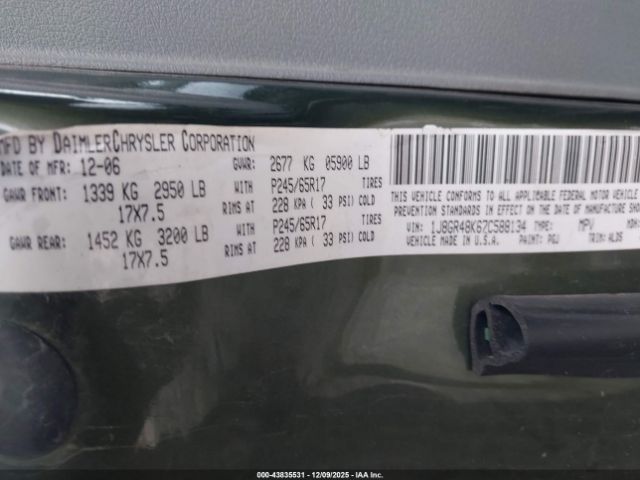 MFD BY DAIMLERCHRYSLER CORPORATION
DATE OF MFR: 12-06 GVWR: 2677 KG 05900 LB
GAWR FRONT: 1339 KG 2950 LB WITH P245/65R17 TIRES
17X7.5 RIMS AT 228 KPA ( 33 PSI) COLD
GAWR REAR: 1452 KG 3200 LB WITH P245/65R17 TIRES
17X7.5 RIMS AT 228 KPA ( 33 PSI) COLD
THIS VEHICLE CONFORMS TO ALL APPLICABLE FEDERAL MOTOR VEHICLE
PREVENTION STANDARDS IN EFFECT ON THE DATE OF MANUFACTURE SHO
VIN: 1J8GR48K67C588134 TYPE: MPV MDH:
VEHICLE MADE IN U.S.A. PAINT: PGJ TRIM: ALDS
000-43835531 - 12/09/2025 - IAA Inc.